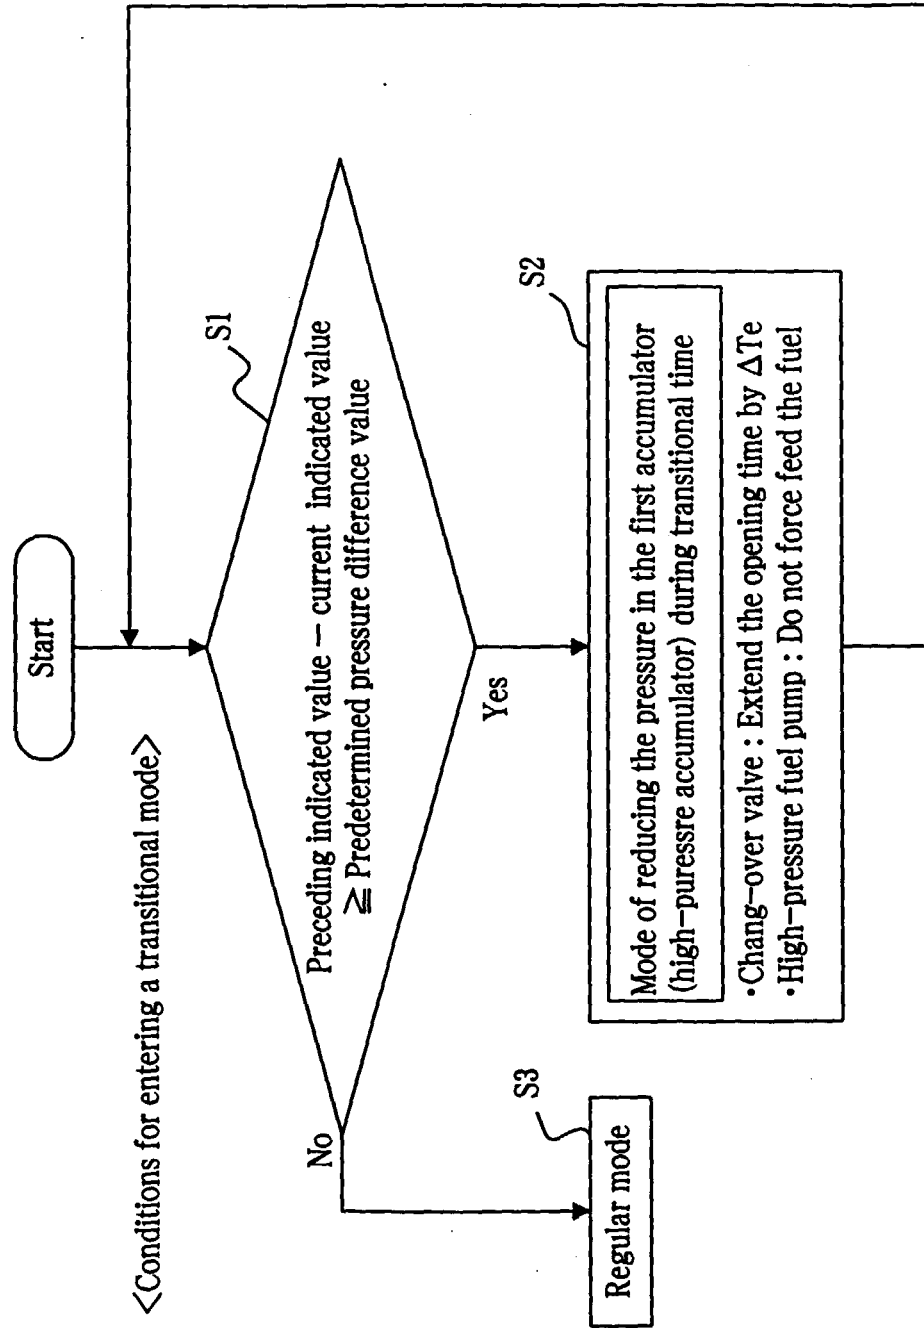 Start
<Conditions for entering a transitional mode>
S1
Preceding indicated value – current indicated value
≧ Predetermined pressure difference value
No
Yes
S3
Regular mode
S2
Mode of reducing the pressure in the first accumulator
(high-puressre accumulator) during transitional time
•Chang-over valve : Extend the opening time by ΔTe
•High-pressure fuel pump : Do not force feed the fuel